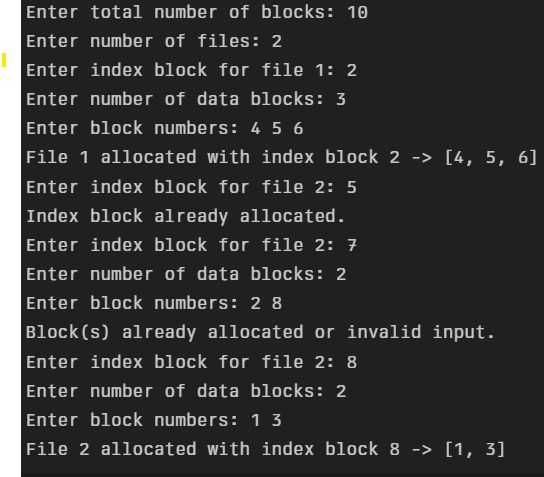 Enter total number of blocks: 10
Enter number of files: 2
Enter index block for file 1: 2
Enter number of data blocks: 3
Enter block numbers: 4 5 6
File 1 allocated with index block 2 -> [4, 5, 6]
Enter index block for file 2: 5
Index block already allocated.
Enter index block for file 2: 7
Enter number of data blocks: 2
Enter block numbers: 2 8
Block(s) already allocated or invalid input.
Enter index block for file 2: 8
Enter number of data blocks: 2
Enter block numbers: 1 3
File 2 allocated with index block 8 -> [1, 3]